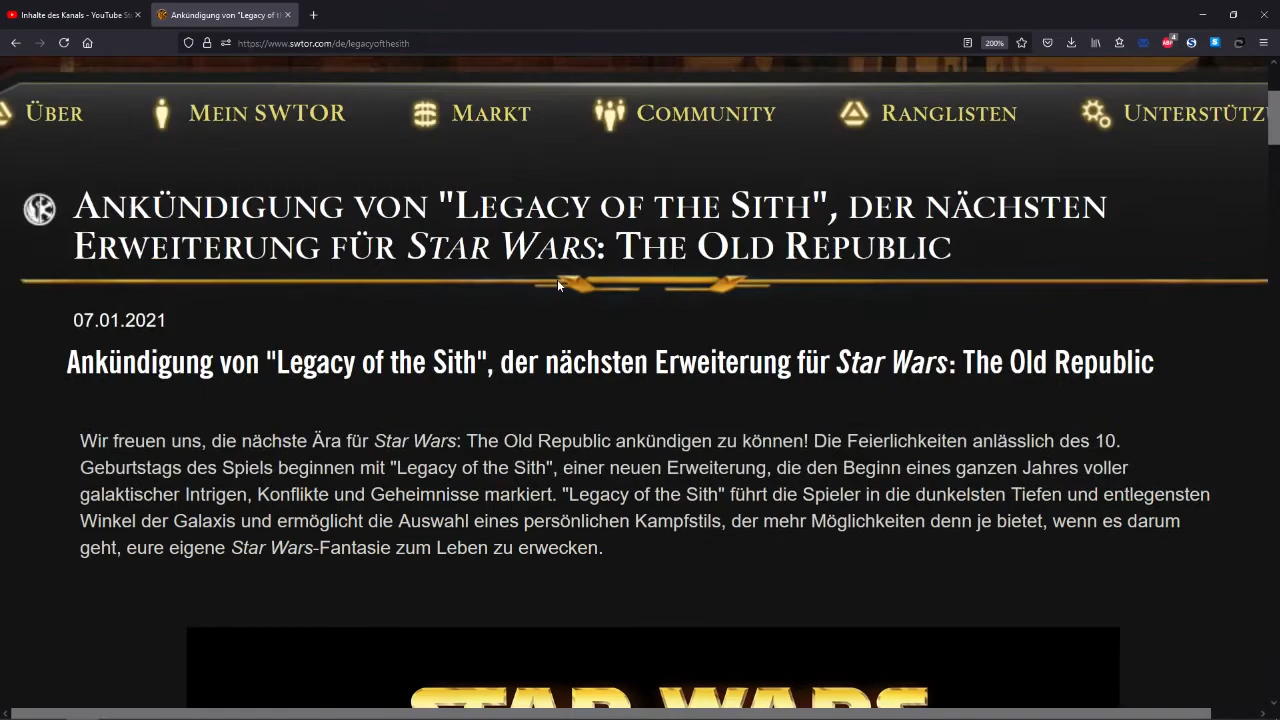 Inhalte des Kanals - YouTube St
Ankündigung von "Legacy of th
https://www.swtor.com/de/legacyofthesith
200%
4
ABP
S
ÜBER
MEIN SWTOR
MARKT
COMMUNITY
RANGLISTEN
UNTERSTÜTZU
ANKÜNDIGUNG VON "LEGACY OF THE SITH", DER NÄCHSTEN
ERWEITERUNG FÜR STAR WARS: THE OLD REPUBLIC
07.01.2021
Ankündigung von "Legacy of the Sith", der nächsten Erweiterung für Star Wars: The Old Republic
Wir freuen uns, die nächste Ära für Star Wars: The Old Republic ankündigen zu können! Die Feierlichkeiten anlässlich des 10.
Geburtstags des Spiels beginnen mit "Legacy of the Sith", einer neuen Erweiterung, die den Beginn eines ganzen Jahres voller
galaktischer Intrigen, Konflikte und Geheimnisse markiert. "Legacy of the Sith" führt die Spieler in die dunkelsten Tiefen und entlegensten
Winkel der Galaxis und ermöglicht die Auswahl eines persönlichen Kampfstils, der mehr Möglichkeiten denn je bietet, wenn es darum
geht, eure eigene Star Wars-Fantasie zum Leben zu erwecken.
STAR WARS